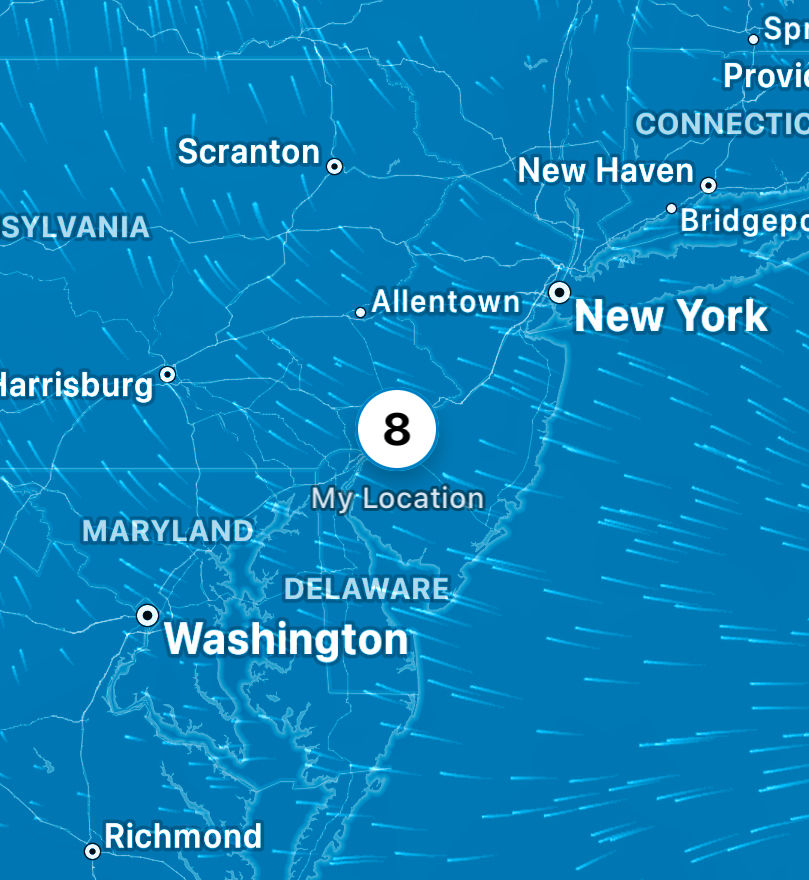 Spr
Provi
CONNECTIC
Scranton
New Haven
SYLVANIA
Bridgepo
Allentown
New York
Harrisburg
8
My Location
MARYLAND
DELAWARE
Washington
Richmond